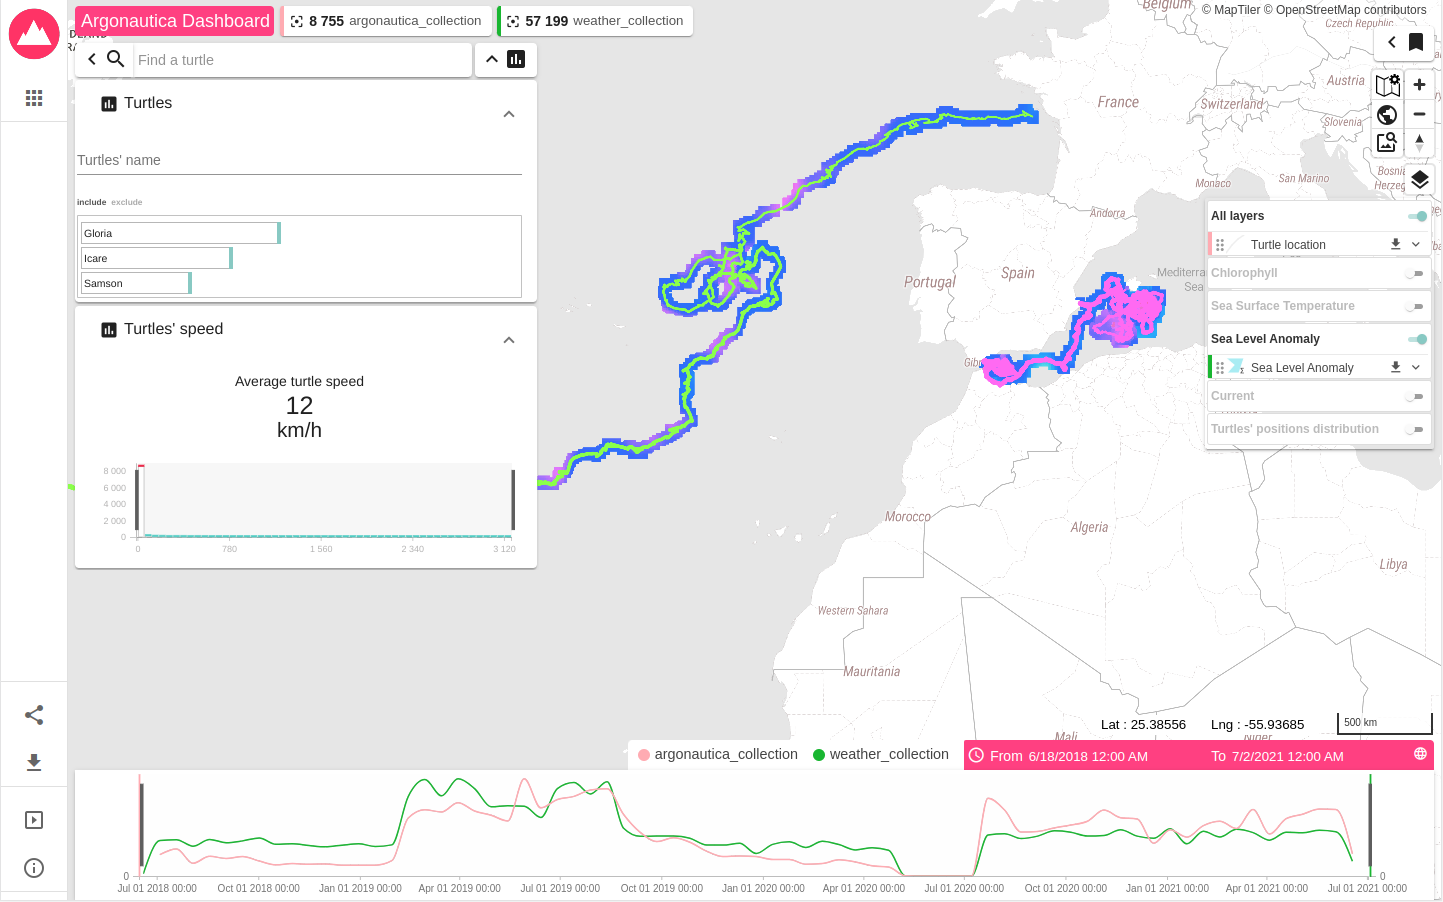 Argonautica Dashboard
8 755 argonautica_collection
57 199 weather_collection
© MapTiler © OpenStreetMap contributors
Find a turtle
Turtles
Turtles' name
include exclude
Gloria
Icare
Samson
Turtles' speed
Average turtle speed
12
km/h
8 000
6 000
4 000
2 000
0
0 780 1 560 2 340 3 120
Belgium
Czech Republic
Austria
France
Switzerland
Slovenia
San Marino
Monaco
Bosnia
Herzeg
Andorra
Portugal
Spain
Mediterra
Sea
Gib
Morocco
Algeria
Libya
Western Sahara
Mauritania
Mali
Niger
All layers
Turtle location
Chlorophyll
Sea Surface Temperature
Sea Level Anomaly
Sea Level Anomaly
Current
Turtles' positions distribution
Lat : 25.38556 Lng : -55.93685
500 km
argonautica_collection weather_collection
From 6/18/2018 12:00 AM To 7/2/2021 12:00 AM
0 0
Jul 01 2018 00:00 Oct 01 2018 00:00 Jan 01 2019 00:00 Apr 01 2019 00:00 Jul 01 2019 00:00 Oct 01 2019 00:00 Jan 01 2020 00:00 Apr 01 2020 00:00 Jul 01 2020 00:00 Oct 01 2020 00:00 Jan 01 2021 00:00 Apr 01 2021 00:00 Jul 01 2021 00:00